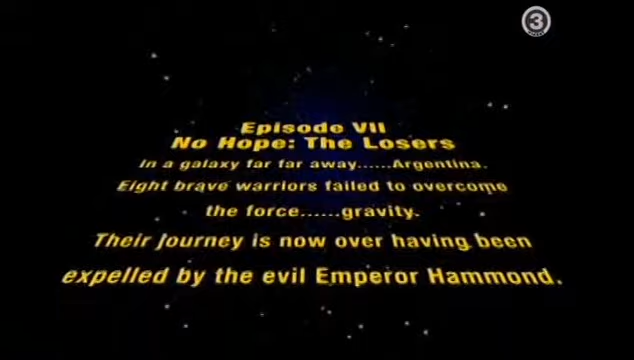 3
Episode VII
No Hope: The Losers
In a galaxy far far away......Argentina.
Eight brave warriors failed to overcome
the force......gravity.
Their journey is now over having been
expelled by the evil Emperor Hammond.